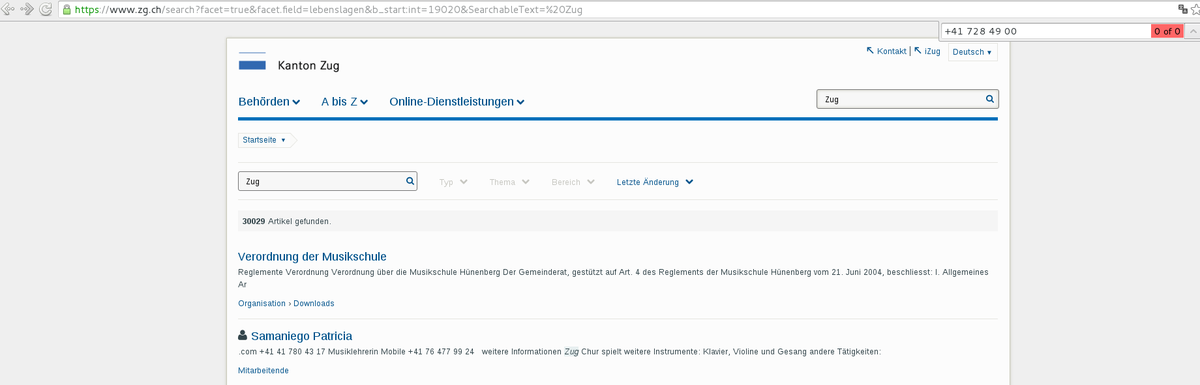 https://www.zg.ch/search?facet=true&facet.field=lebenslagen&b_start:int=19020&SearchableText=%20Zug
+41 728 49 00 0 of 0
Kontakt | iZug Deutsch
Kanton Zug
Behörden A bis Z Online-Dienstleistungen Zug
Startseite
Zug Typ Thema Bereich Letzte Änderung
30029 Artikel gefunden.
Verordnung der Musikschule
Reglemente Verordnung Verordnung über die Musikschule Hünenberg Der Gemeinderat, gestützt auf Art. 4 des Reglements der Musikschule Hünenberg vom 21. Juni 2004, beschliesst: I. Allgemeines
Ar
Organisation › Downloads
Samaniego Patricia
.com +41 41 780 43 17 Musiklehrerin Mobile +41 76 477 99 24 weitere Informationen Zug Chur spielt weitere Instrumente: Klavier, Violine und Gesang andere Tätigkeiten:
Mitarbeitende